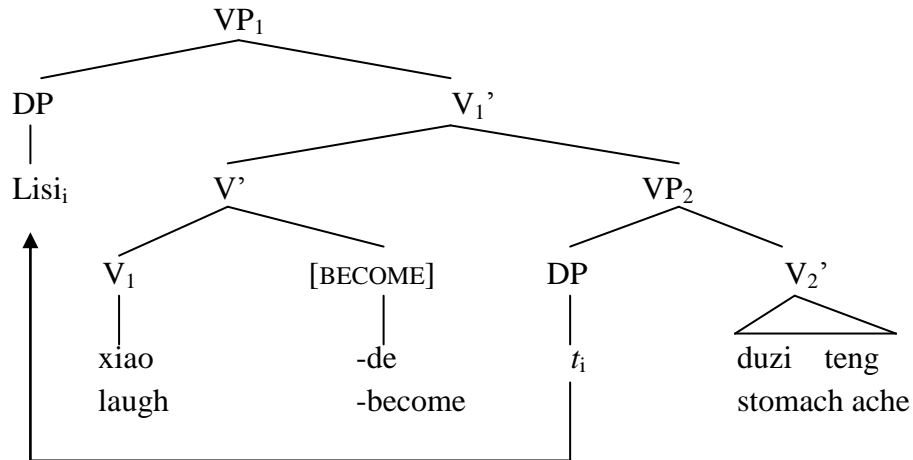 VP₁
DP V₁’
Lisiᵢ V’ VP₂
V₁ [BECOME] DP V₂’
xiao -de tᵢ duzi teng
laugh -become stomach ache